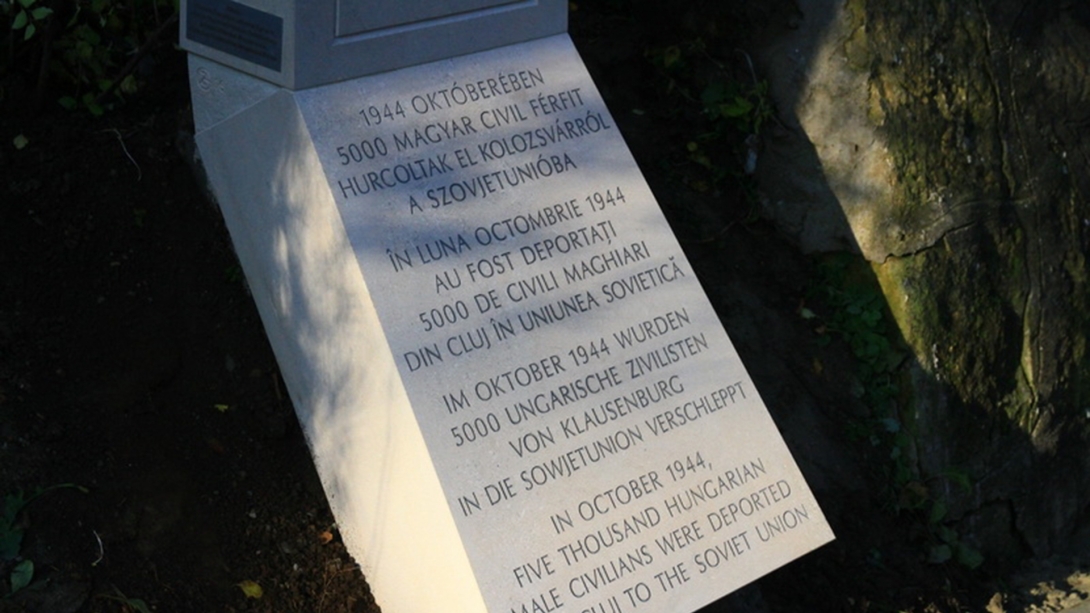 1944 OKTÓBERÉBEN
5000 MAGYAR CIVIL FÉRFIT
HURCOLTAK EL KOLOZSVÁRRÓL
A SZOVJETUNIÓBA
ÎN LUNA OCTOMBRIE 1944
AU FOST DEPORTAȚI
5000 DE CIVILI MAGHIARI
DIN CLUJ ÎN UNIUNEA SOVIETICĂ
IM OKTOBER 1944 WURDEN
5000 UNGARISCHE ZIVILISTEN
VON KLAUSENBURG
IN DIE SOWJETUNION VERSCHLEPPT
IN OCTOBER 1944,
FIVE THOUSAND HUNGARIAN
MALE CIVILIANS WERE DEPORTED
CLUJ TO THE SOVIET UNION